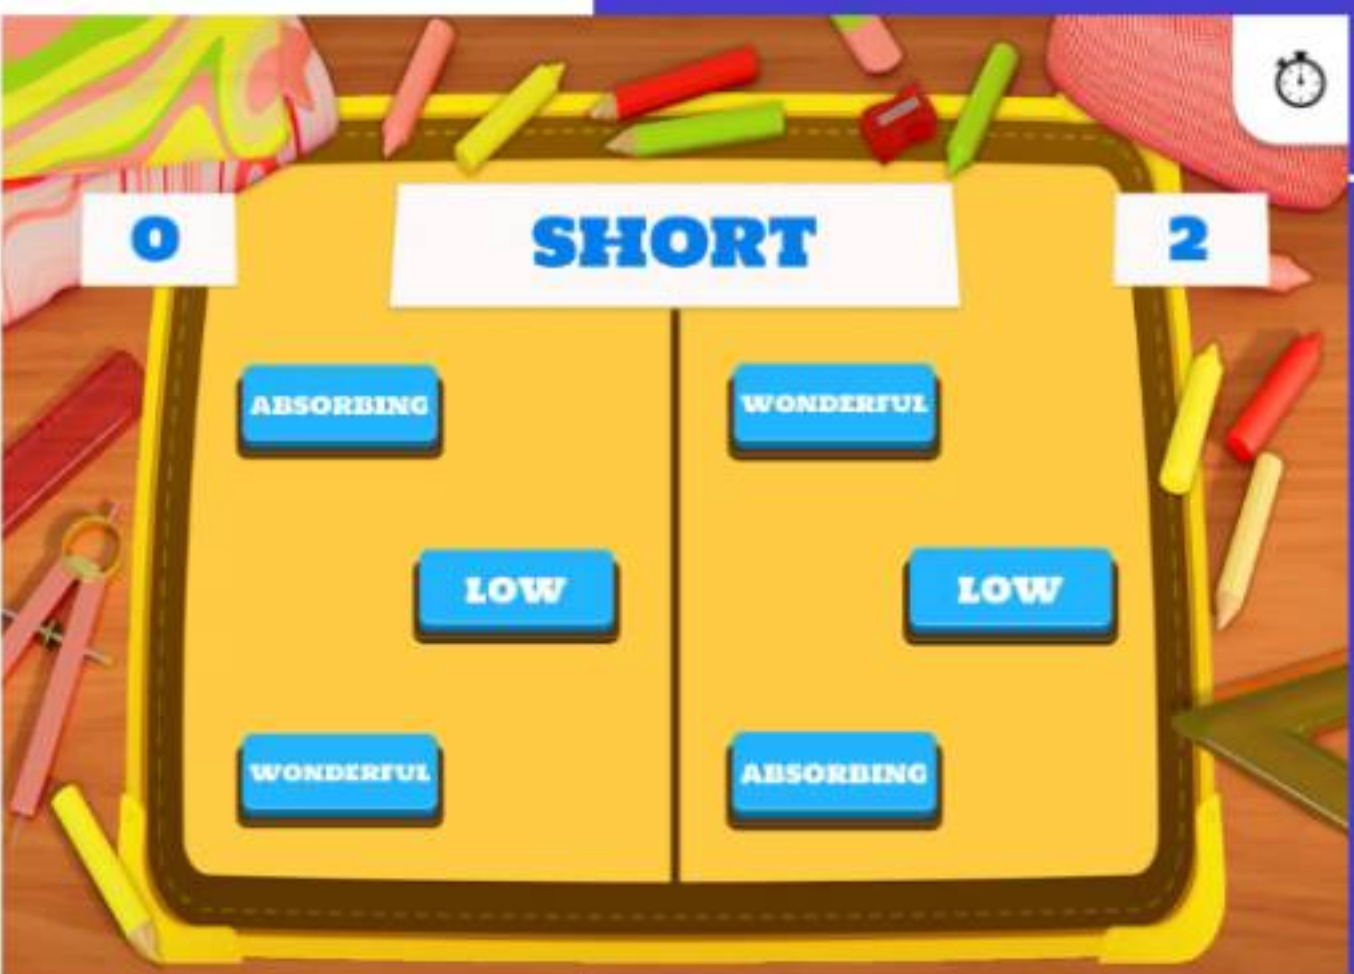 0
SHORT
2
ABSORBING
WONDERFUL
LOW
LOW
WONDERFUL
ABSORBING